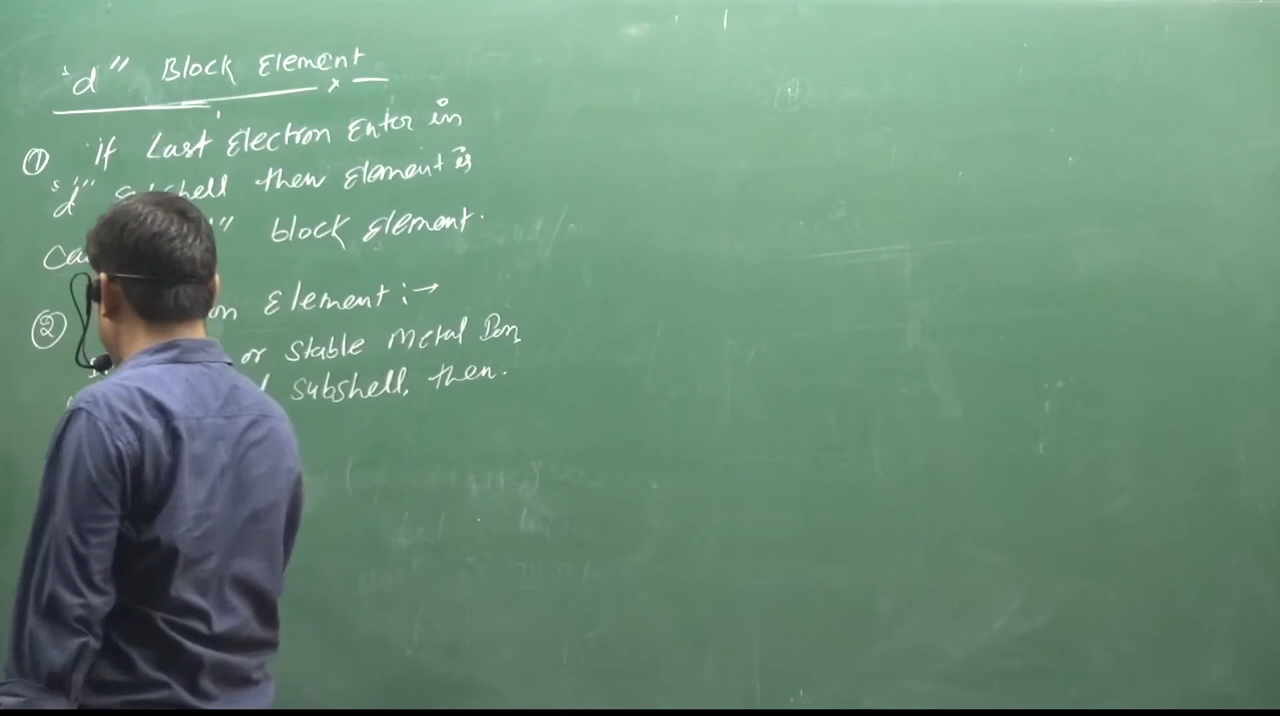 "d" Block Element
① If Last Electron Enter in
"d" subshell then Element is
" block Element.
② on Element :→
or Stable Metal Ion
subshell, then.